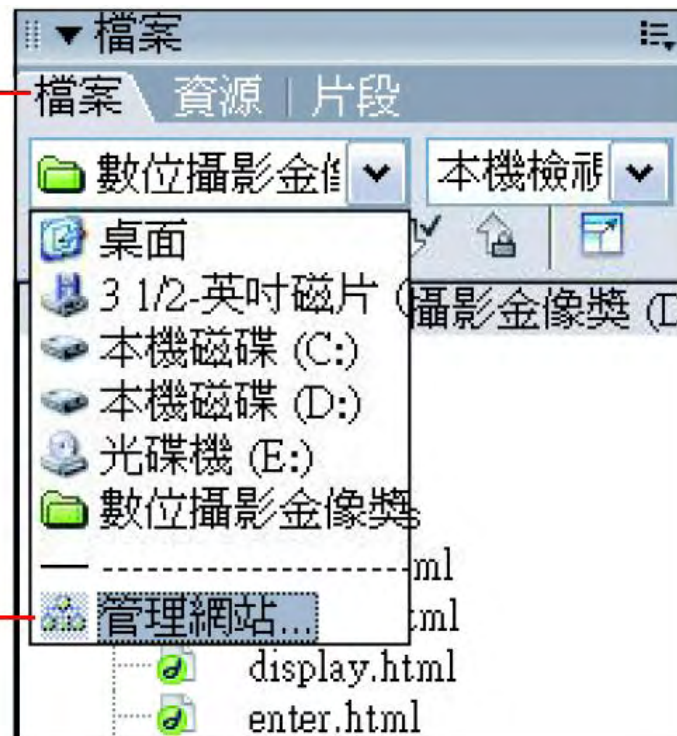 檔案
檔案 資源 片段
數位攝影金 本機檢視
桌面
3 1/2-英吋磁片 (
攝影金像獎 (D
本機磁碟 (C:)
本機磁碟 (D:)
光碟機 (E:)
數位攝影金像獎
ml
管理網站...
ml
display.html
enter.html